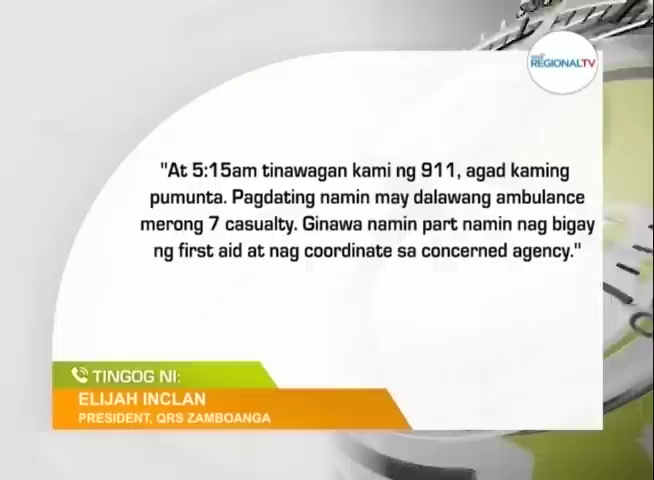 REGIONALTV
"At 5:15am tinawagan kami ng 911, agad kaming
pumunta. Pagdating namin may dalawang ambulance
merong 7 casualty. Ginawa namin part namin nag bigay
ng first aid at nag coordinate sa concerned agency."
TINGOG NI:
ELIJAH INCLAN
PRESIDENT, QRS ZAMBOANGA